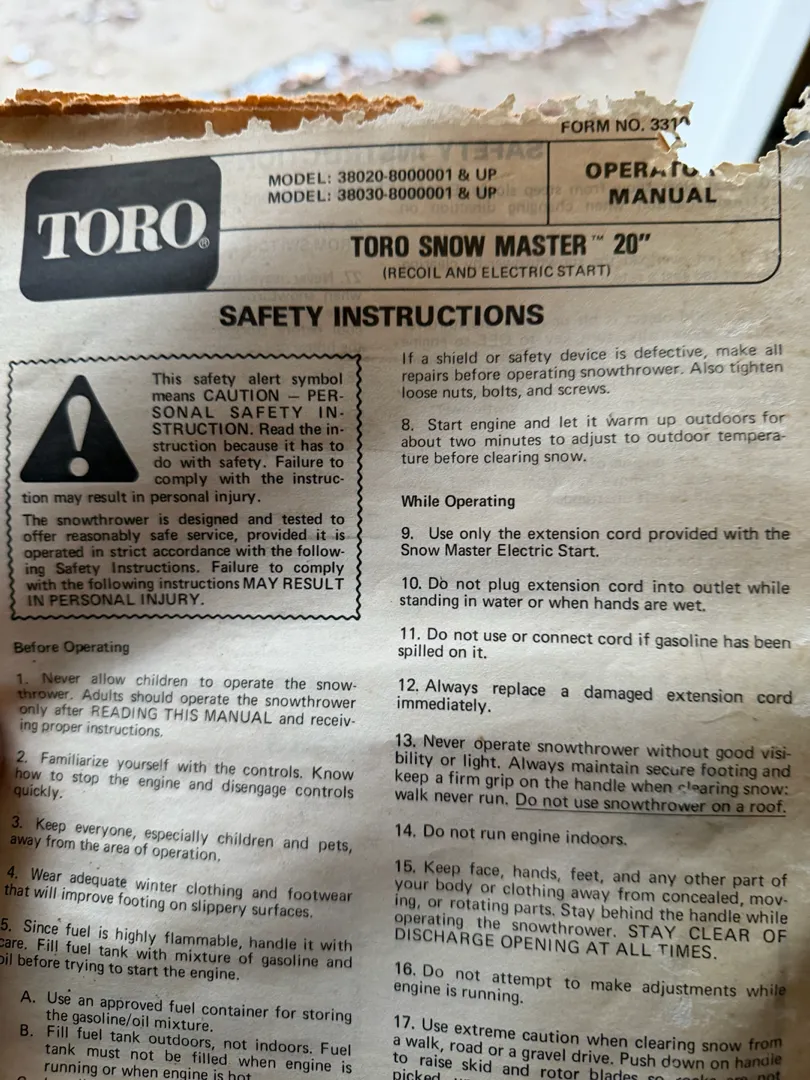 FORM NO. 331
TORO®
MODEL: 38020-8000001 & UP
MODEL: 38030-8000001 & UP
OPERATO
MANUAL
TORO SNOW MASTER™ 20"
(RECOIL AND ELECTRIC START)
SAFETY INSTRUCTIONS
This safety alert symbol
means CAUTION — PER-
SONAL SAFETY IN-
STRUCTION. Read the in-
struction because it has to
do with safety. Failure to
comply with the instruc-
tion may result in personal injury.
The snowthrower is designed and tested to
offer reasonably safe service, provided it is
operated in strict accordance with the follow-
ing Safety Instructions. Failure to comply
with the following instructions MAY RESULT
IN PERSONAL INJURY.
Before Operating
1. Never allow children to operate the snow-
thrower. Adults should operate the snowthrower
only after READING THIS MANUAL and receiv-
ing proper instructions.
2. Familiarize yourself with the controls. Know
how to stop the engine and disengage controls
quickly.
3. Keep everyone, especially children and pets,
away from the area of operation.
4. Wear adequate winter clothing and footwear
that will improve footing on slippery surfaces.
5. Since fuel is highly flammable, handle it with
care. Fill fuel tank with mixture of gasoline and
oil before trying to start the engine.
A. Use an approved fuel container for storing
the gasoline/oil mixture.
B. Fill fuel tank outdoors, not indoors. Fuel
tank must not be filled when engine is
running or when engine is hot.
If a shield or safety device is defective, make all
repairs before operating snowthrower. Also tighten
loose nuts, bolts, and screws.
8. Start engine and let it warm up outdoors for
about two minutes to adjust to outdoor tempera-
ture before clearing snow.
While Operating
9. Use only the extension cord provided with the
Snow Master Electric Start.
10. Do not plug extension cord into outlet while
standing in water or when hands are wet.
11. Do not use or connect cord if gasoline has been
spilled on it.
12. Always replace a damaged extension cord
immediately.
13. Never operate snowthrower without good visi-
bility or light. Always maintain secure footing and
keep a firm grip on the handle when clearing snow:
walk never run. Do not use snowthrower on a roof.
14. Do not run engine indoors.
15. Keep face, hands, feet, and any other part of
your body or clothing away from concealed, mov-
ing, or rotating parts. Stay behind the handle while
operating the snowthrower. STAY CLEAR OF
DISCHARGE OPENING AT ALL TIMES.
16. Do not attempt to make adjustments while
engine is running.
17. Use extreme caution when clearing snow from
a walk, road or a gravel drive. Push down on handle
to raise skid and rotor blades so
picked